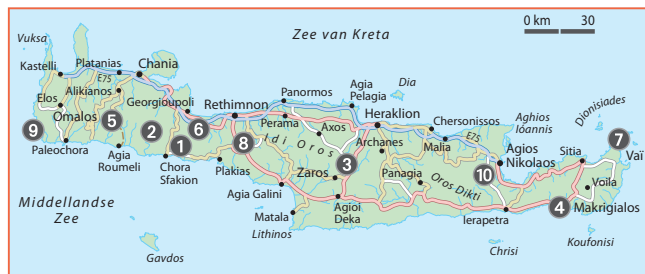 Zee van Kreta
0 km 30
Vuksa
Kastelli
Platanias
Chania
E75
Alikianos
Georgioupoli
Elos
Omalos
9
5
2
6
1
Paleochora
Agia
Roumeli
Chora
Sfakion
Plakias
Rethimnon
Panormos
Perama
Axos
8
Idi Oros
Agia
Pelagia
Dia
Heraklion
Archanes
3
Zaros
Agia Galini
Agioi
Deka
Matala
Lithinos
Panagia
Chersonissos
Malia
E75
Oros Dikti
Aghios
Ióannis
Agios
Nikolaos
10
Ierapetra
Dionisiades
7
Sitia
Vaï
Voila
4
Makrigialos
Koufonisi
Chrisi
Middellandse
Zee
Gavdos